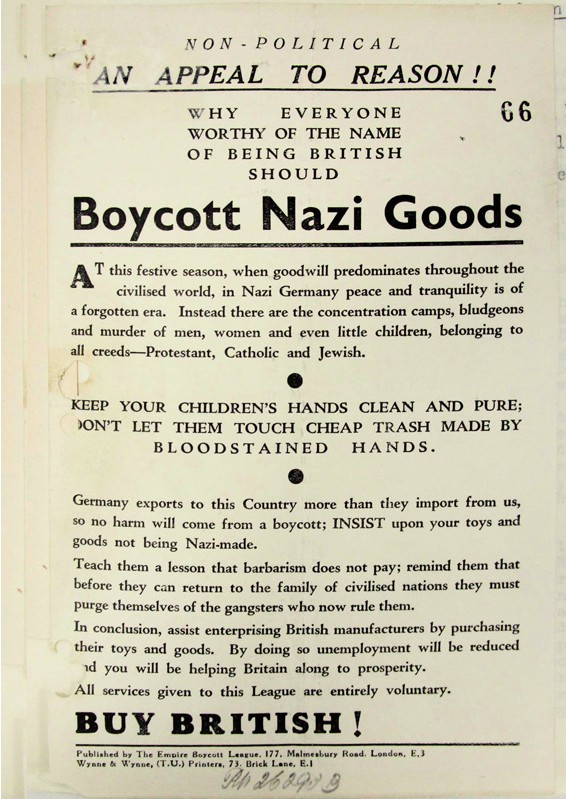 NON-POLITICAL
AN APPEAL TO REASON!!
66
WHY EVERYONE
WORTHY OF THE NAME
OF BEING BRITISH
SHOULD
Boycott Nazi Goods
AT this festive season, when goodwill predominates throughout the
civilised world, in Nazi Germany peace and tranquility is of
a forgotten era. Instead there are the concentration camps, bludgeons
and murder of men, women and even little children, belonging to
all creeds—Protestant, Catholic and Jewish.
KEEP YOUR CHILDREN'S HANDS CLEAN AND PURE;
DON'T LET THEM TOUCH CHEAP TRASH MADE BY
BLOODSTAINED HANDS.
Germany exports to this Country more than they import from us,
so no harm will come from a boycott; INSIST upon your toys and
goods not being Nazi-made.
Teach them a lesson that barbarism does not pay; remind them that
before they can return to the family of civilised nations they must
purge themselves of the gangsters who now rule them.
In conclusion, assist enterprising British manufacturers by purchasing
their toys and goods. By doing so unemployment will be reduced
and you will be helping Britain along to prosperity.
All services given to this League are entirely voluntary.
BUY BRITISH!
Published by The Empire Boycott League, 177, Malmesbury Road, London, E.3
Wynne & Wynne, (T.U.) Printers, 73, Brick Lane, E.1